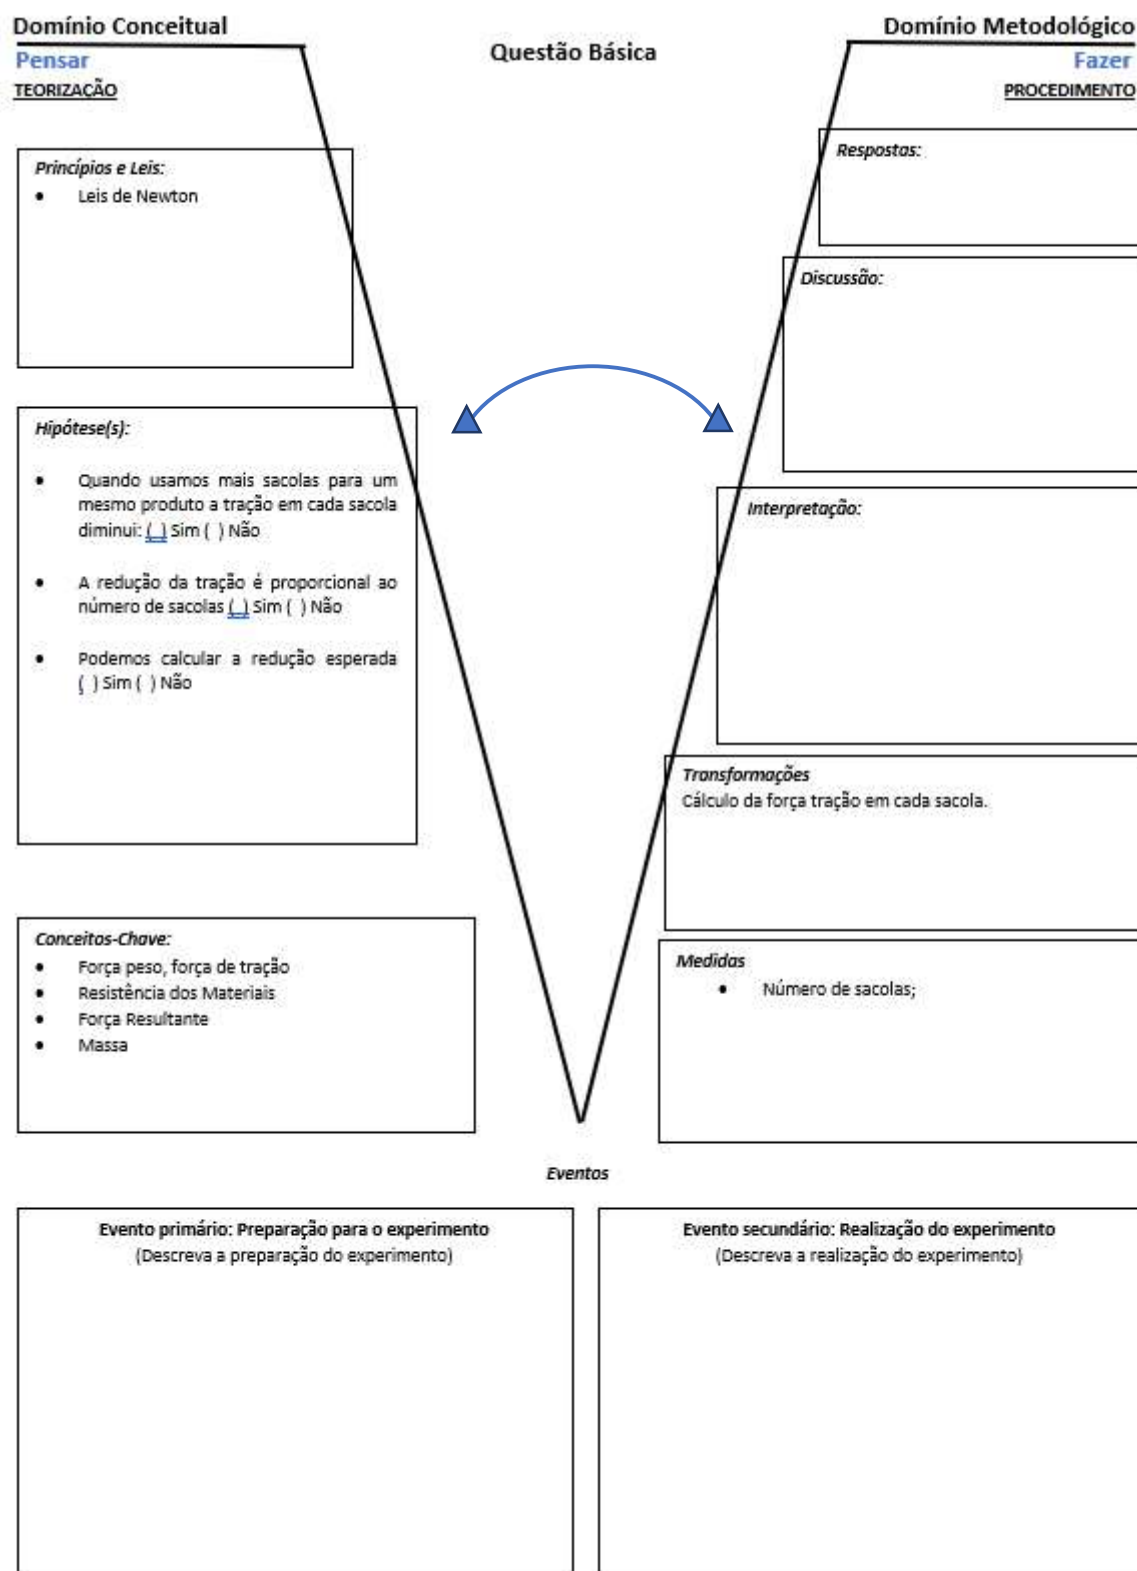 Domínio Conceitual
Pensar
TEORIZAÇÃO
Questão Básica
Domínio Metodológico
Fazer
PROCEDIMENTO
Princípios e Leis:
• Leis de Newton
Hipótese(s):
• Quando usamos mais sacolas para um
mesmo produto a tração em cada sacola
diminui: ( ) Sim ( ) Não
• A redução da tração é proporcional ao
número de sacolas ( ) Sim ( ) Não
• Podemos calcular a redução esperada
( ) Sim ( ) Não
Conceitos-Chave:
• Força peso, força de tração
• Resistência dos Materiais
• Força Resultante
• Massa
Respostas:
Discussão:
Interpretação:
Transformações
Cálculo da força tração em cada sacola.
Medidas
• Número de sacolas;
Eventos
Evento primário: Preparação para o experimento
(Descreva a preparação do experimento)
Evento secundário: Realização do experimento
(Descreva a realização do experimento)